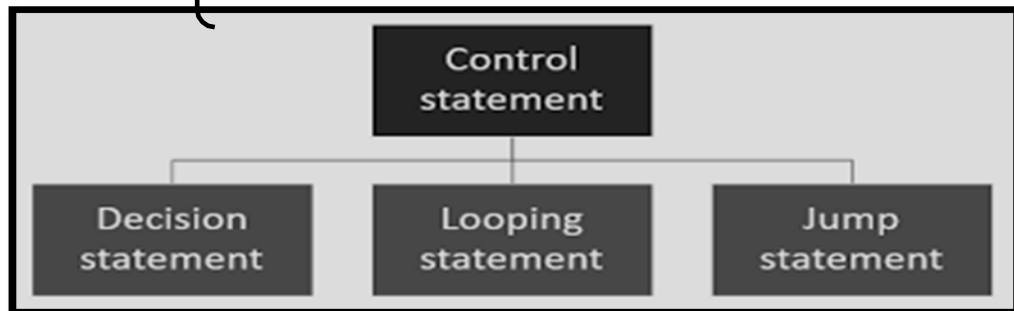 Control
statement
Decision
statement
Looping
statement
Jump
statement